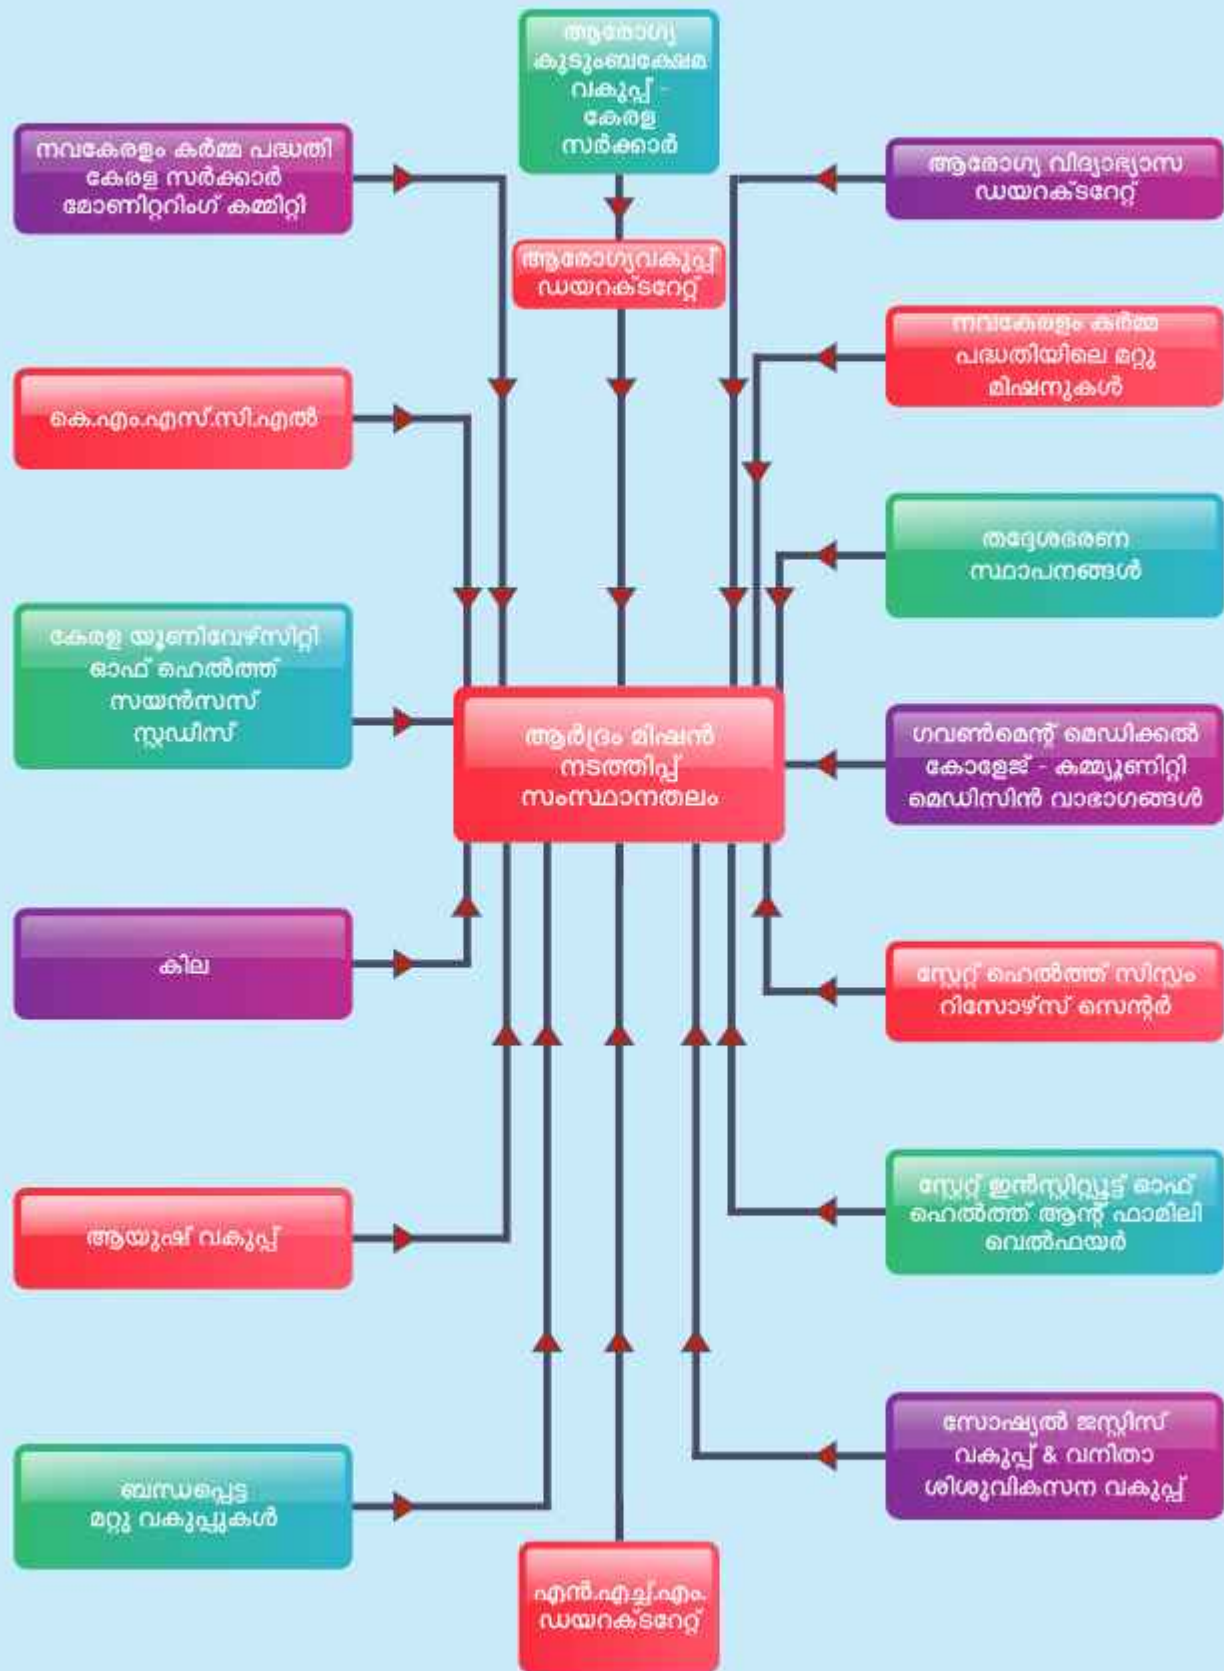 ആരോഗ്യ
കുടുംബക്ഷേമ
വകുപ്പ് -
കേരള
സർക്കാർ
നവകേരളം കർമ്മ പദ്ധതി
കേരള സർക്കാർ
മോണിറ്ററിംഗ് കമ്മിറ്റി
ആരോഗ്യ വിദ്യാഭ്യാസ
ഡയറക്ടറേറ്റ്
ആരോഗ്യവകുപ്പ്
ഡയറക്ടറേറ്റ്
നവകേരളം കർമ്മ
പദ്ധതിയിലെ മറ്റു
മിഷനുകൾ
കെ.എം.എസ്.സി.എൽ
തദ്ദേശഭരണ
സ്ഥാപനങ്ങൾ
കേരള യൂണിവേഴ്സിറ്റി
ഓഫ് ഹെൽത്ത്
സയൻസസ്
സ്റ്റഡീസ്
ആർദ്രം മിഷൻ
നടത്തിപ്പ്
സംസ്ഥാനതലം
ഗവൺമെന്റ് മെഡിക്കൽ
കോളേജ് - കമ്മ്യൂണിറ്റി
മെഡിസിൻ വാഭാഗങ്ങൾ
കില
സ്റ്റേറ്റ് ഹെൽത്ത് സിസ്റ്റം
റിസോഴ്സ് സെന്റർ
ആയുഷ് വകുപ്പ്
സ്റ്റേറ്റ് ഇൻസ്റ്റിറ്റ്യൂട്ട് ഓഫ്
ഹെൽത്ത് ആന്റ് ഫാമിലി
വെൽഫയർ
സോഷ്യൽ ജസ്റ്റിസ്
വകുപ്പ് & വനിതാ
ശിശുവികസന വകുപ്പ്
ബന്ധപ്പെട്ട
മറ്റു വകുപ്പുകൾ
എൻ.എച്ച്.എം.
ഡയറക്ടറേറ്റ്